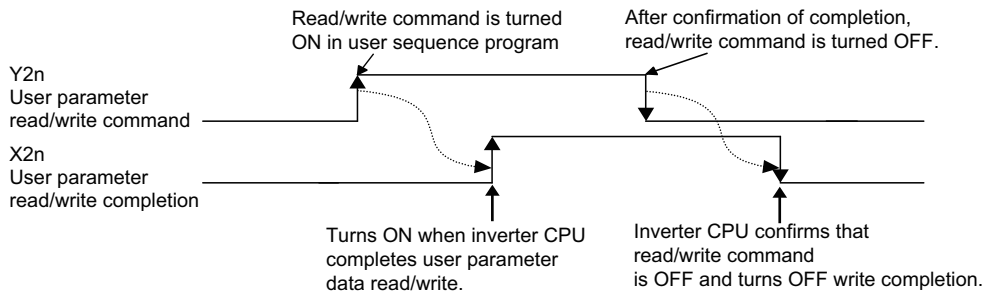 Read/write command is turned
ON in user sequence program
After confirmation of completion,
read/write command is turned OFF.
Y2n
User parameter
read/write command
X2n
User parameter
read/write completion
Turns ON when inverter CPU
completes user parameter
data read/write.
Inverter CPU confirms that
read/write command
is OFF and turns OFF write completion.